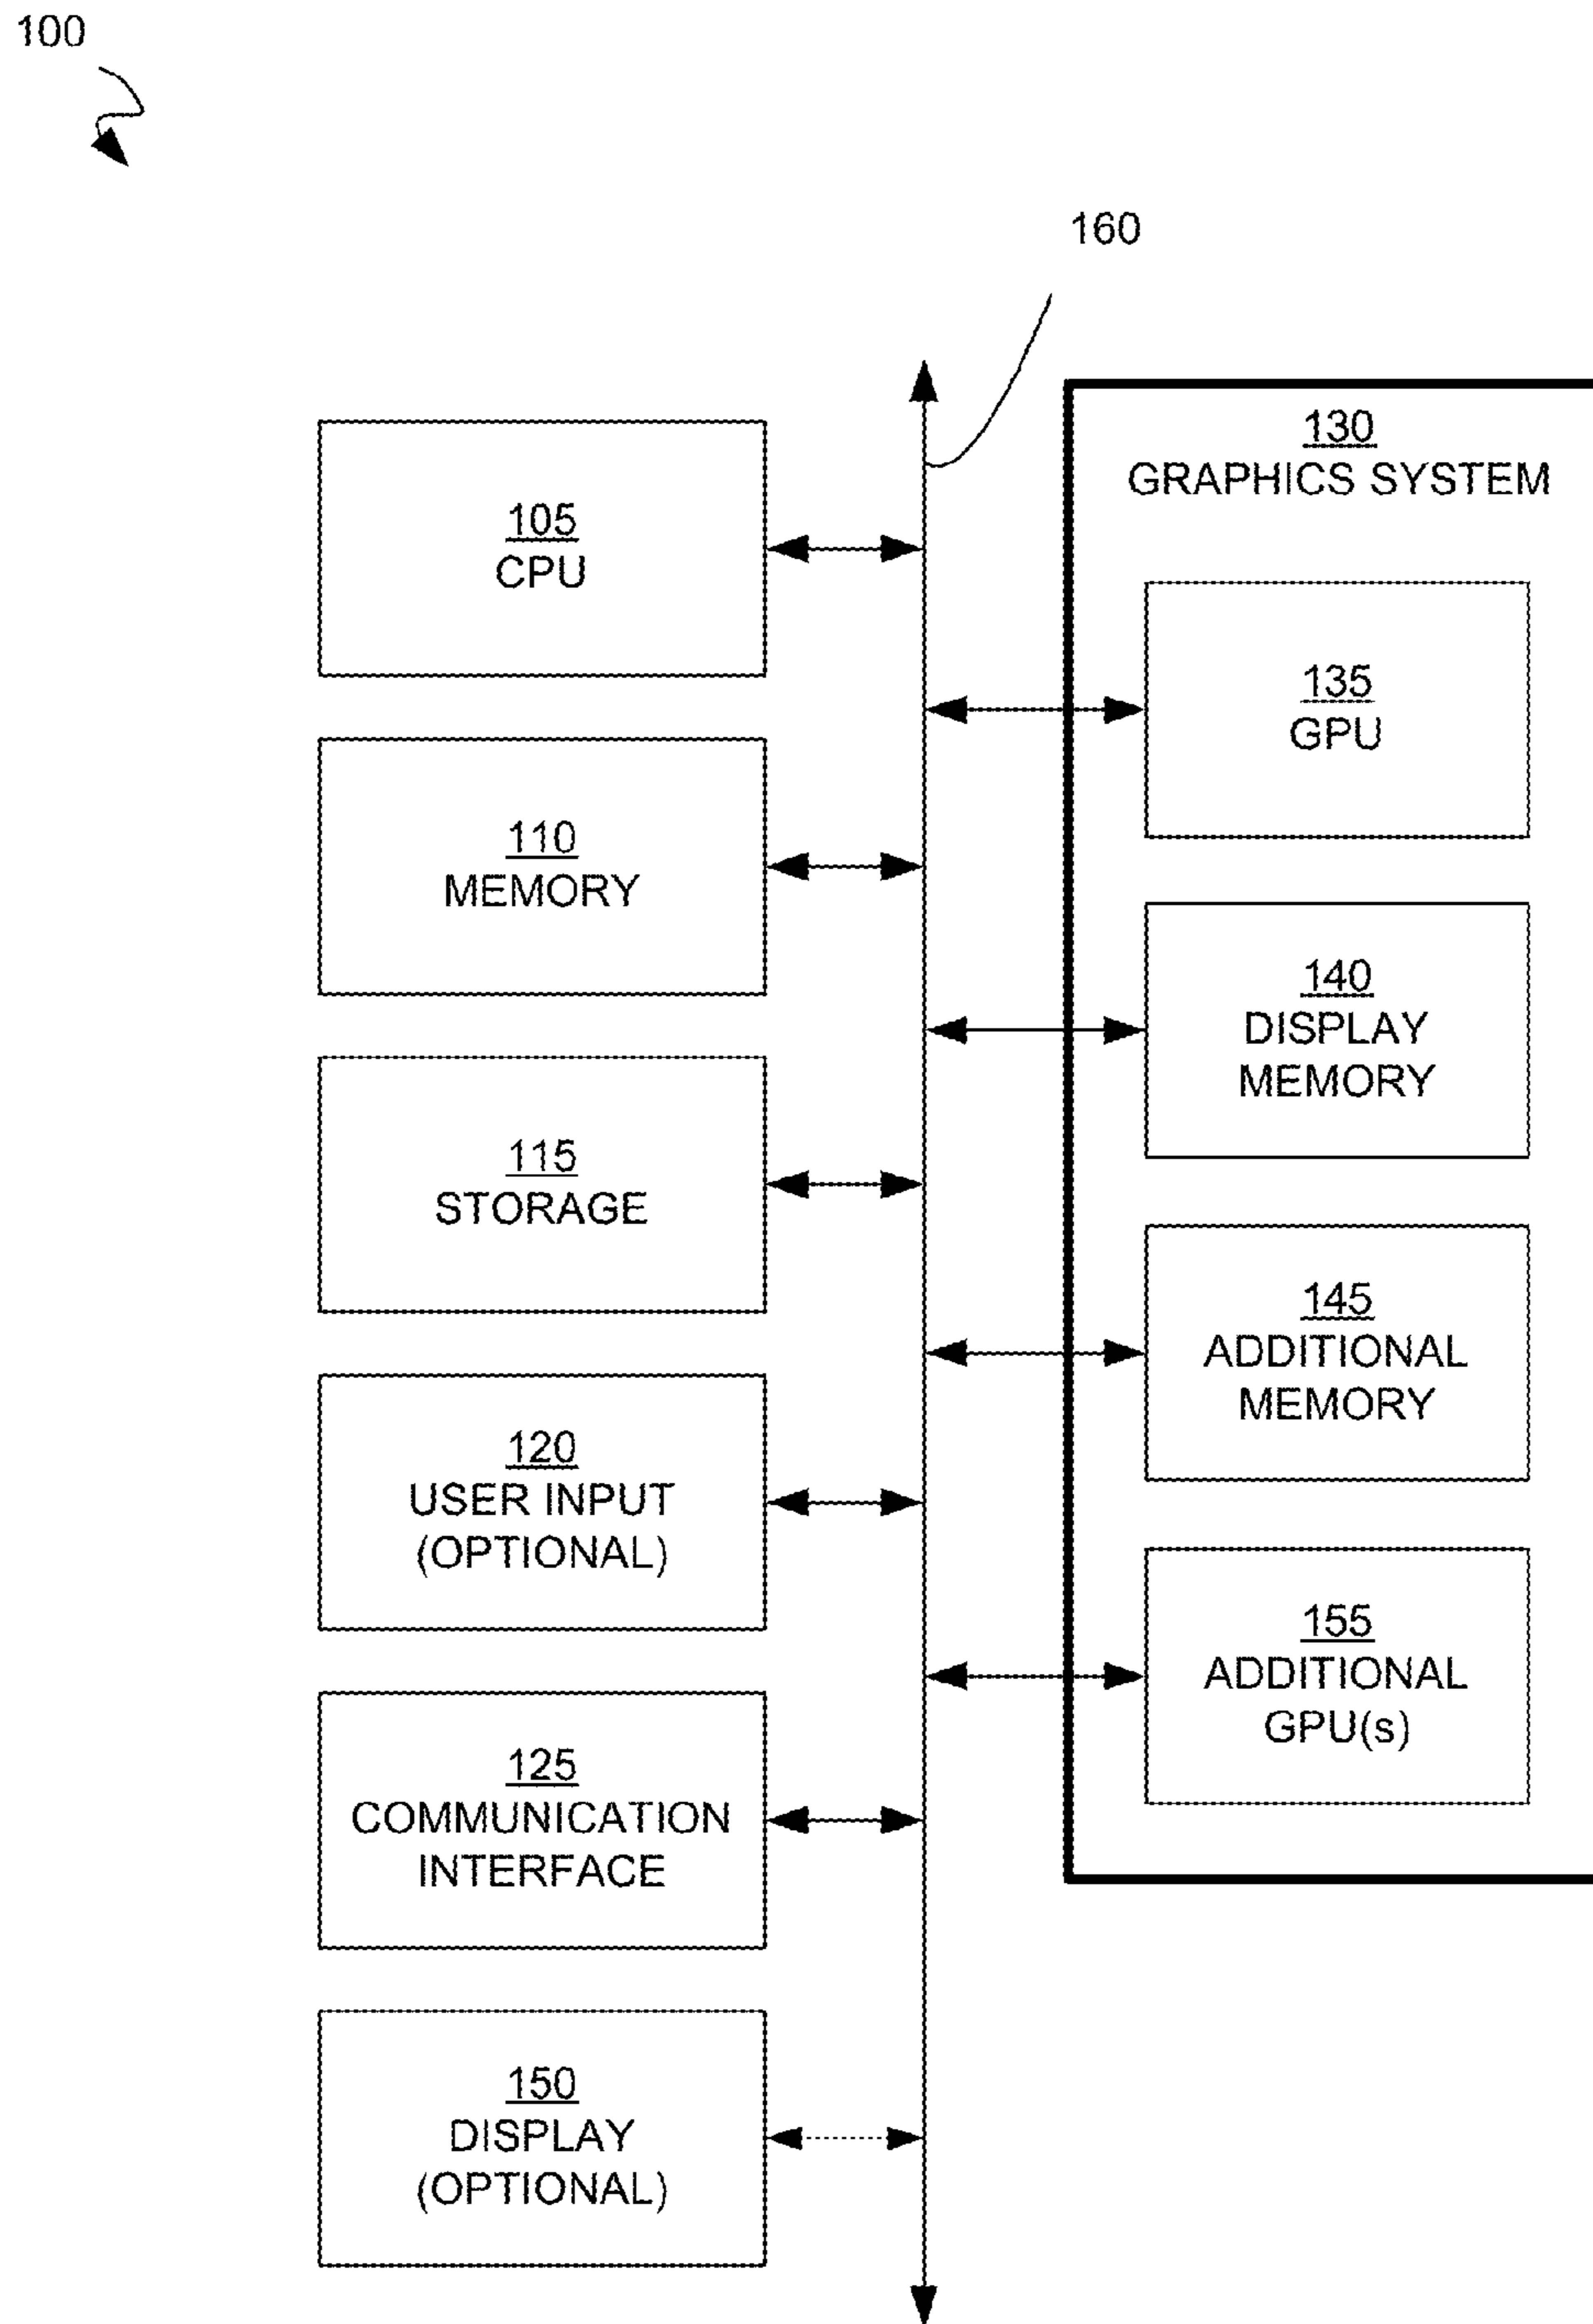 100
160
105
CPU
110
MEMORY
115
STORAGE
120
USER INPUT
(OPTIONAL)
125
COMMUNICATION
INTERFACE
150
DISPLAY
(OPTIONAL)
130
GRAPHICS SYSTEM
135
GPU
140
DISPLAY
MEMORY
145
ADDITIONAL
MEMORY
155
ADDITIONAL
GPU(s)